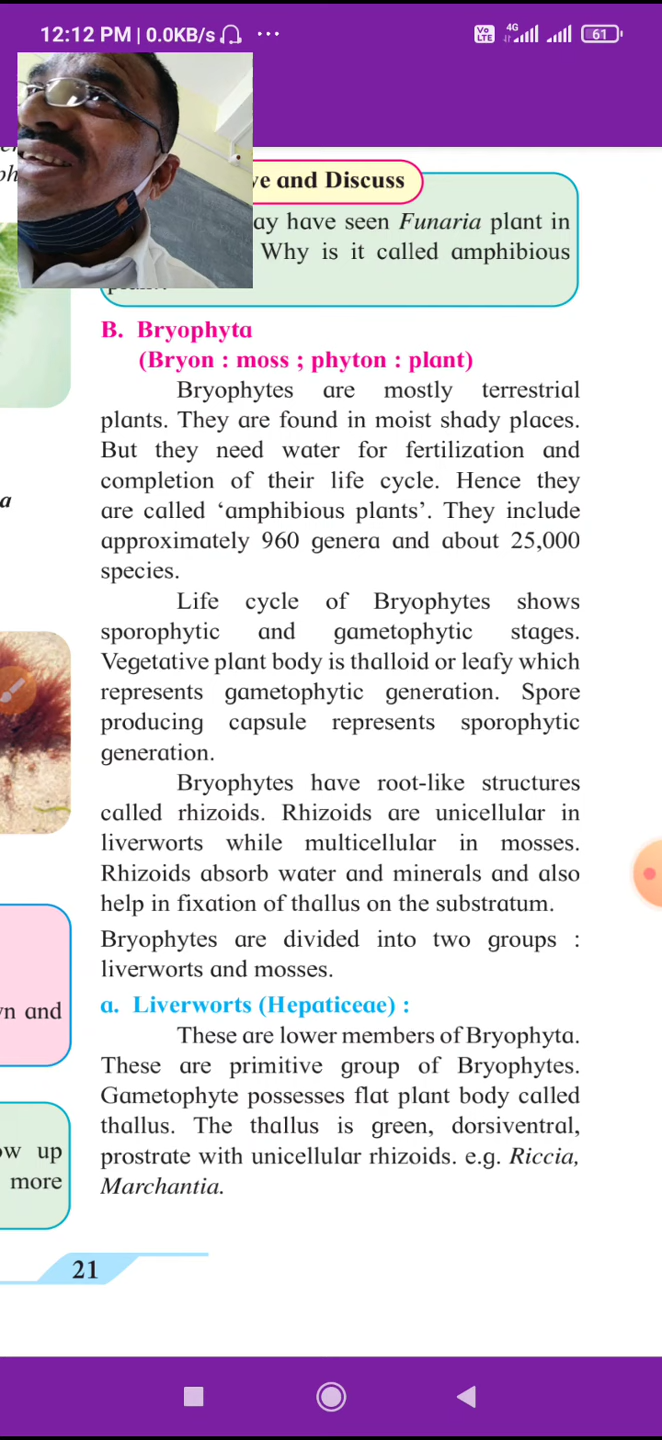 12:12 PM | 0.0KB/s ...
Vo LTE 4G 61
ph
ve and Discuss
ay have seen Funaria plant in
Why is it called amphibious
B. Bryophyta
(Bryon : moss ; phyton : plant)
Bryophytes are mostly terrestrial
plants. They are found in moist shady places.
But they need water for fertilization and
completion of their life cycle. Hence they
are called ‘amphibious plants’. They include
approximately 960 genera and about 25,000
species.
Life cycle of Bryophytes shows
sporophytic and gametophytic stages.
Vegetative plant body is thalloid or leafy which
represents gametophytic generation. Spore
producing capsule represents sporophytic
generation.
Bryophytes have root-like structures
called rhizoids. Rhizoids are unicellular in
liverworts while multicellular in mosses.
Rhizoids absorb water and minerals and also
help in fixation of thallus on the substratum.
Bryophytes are divided into two groups :
liverworts and mosses.
a. Liverworts (Hepaticeae) :
These are lower members of Bryophyta.
These are primitive group of Bryophytes.
Gametophyte possesses flat plant body called
thallus. The thallus is green, dorsiventral,
prostrate with unicellular rhizoids. e.g. Riccia,
Marchantia.
a
n and
ow up
more
21